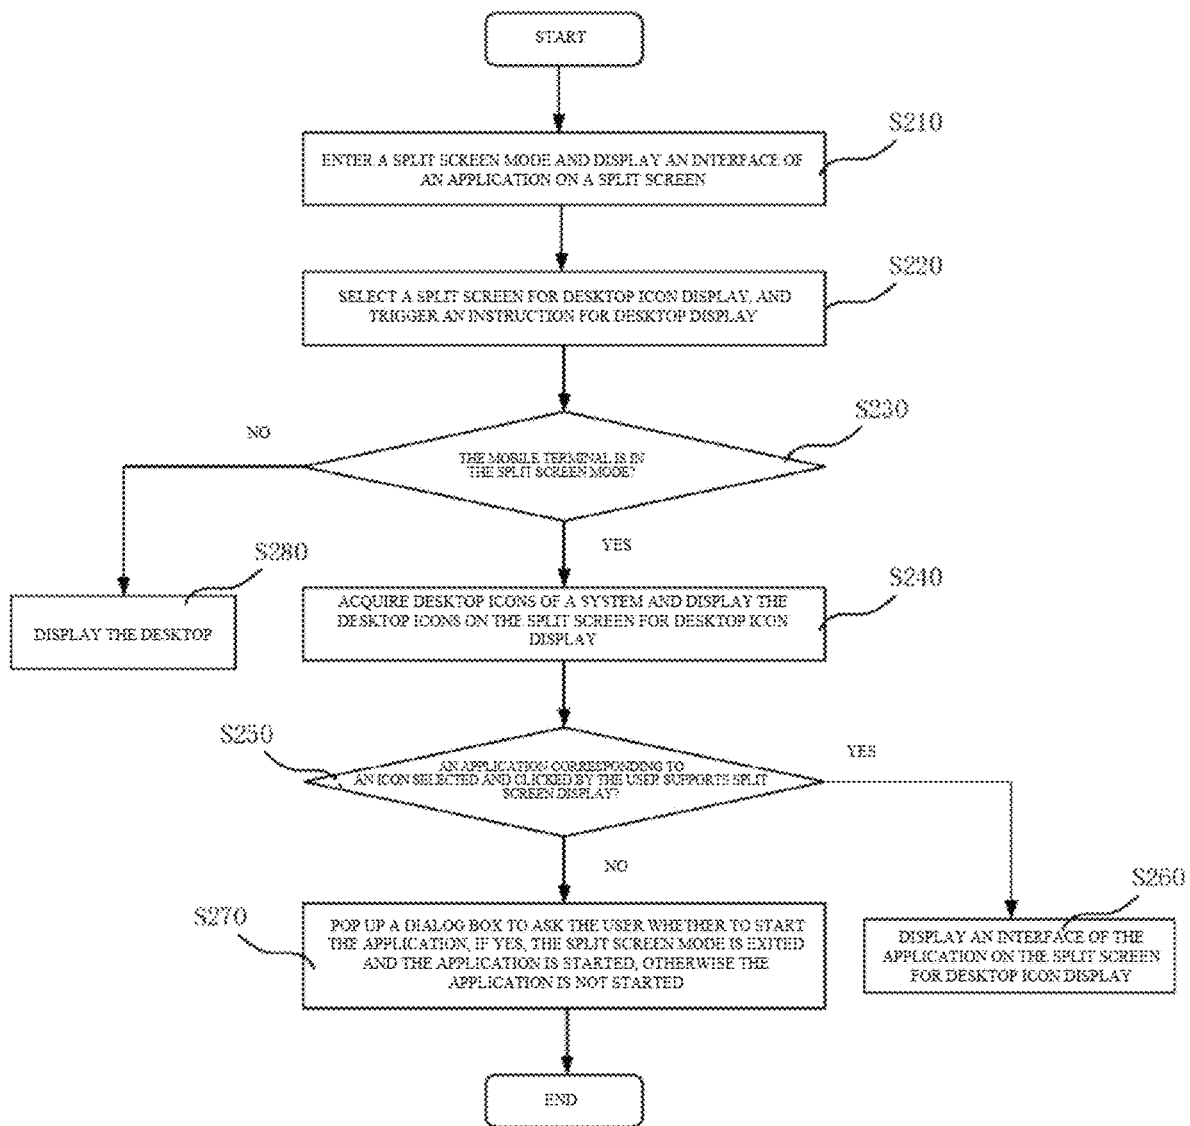 START
S210
ENTER A SPLIT SCREEN MODE AND DISPLAY AN INTERFACE OF
AN APPLICATION ON A SPLIT SCREEN
S220
SELECT A SPLIT SCREEN FOR DESKTOP ICON DISPLAY, AND
TRIGGER AN INSTRUCTION FOR DESKTOP DISPLAY
S230
NO
THE MOBILE TERMINAL IS IN
THE SPLIT SCREEN MODE?
YES
S280
DISPLAY THE DESKTOP
S240
ACQUIRE DESKTOP ICONS OF A SYSTEM AND DISPLAY THE
DESKTOP ICONS ON THE SPLIT SCREEN FOR DESKTOP ICON
DISPLAY
S250
YES
AN APPLICATION CORRESPONDING TO
AN ICON SELECTED AND CLICKED BY THE USER SUPPORTS SPLIT
SCREEN DISPLAY?
NO
S260
DISPLAY AN INTERFACE OF THE
APPLICATION ON THE SPLIT SCREEN
FOR DESKTOP ICON DISPLAY
S270
POP UP A DIALOG BOX TO ASK THE USER WHETHER TO START
THE APPLICATION, IF YES, THE SPLIT SCREEN MODE IS EXITED
AND THE APPLICATION IS STARTED, OTHERWISE THE
APPLICATION IS NOT STARTED
END